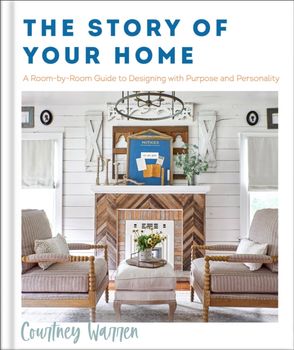 THE STORY OF
YOUR HOME
A Room-by-Room Guide to Designing with Purpose and Personality
Courtney Warren